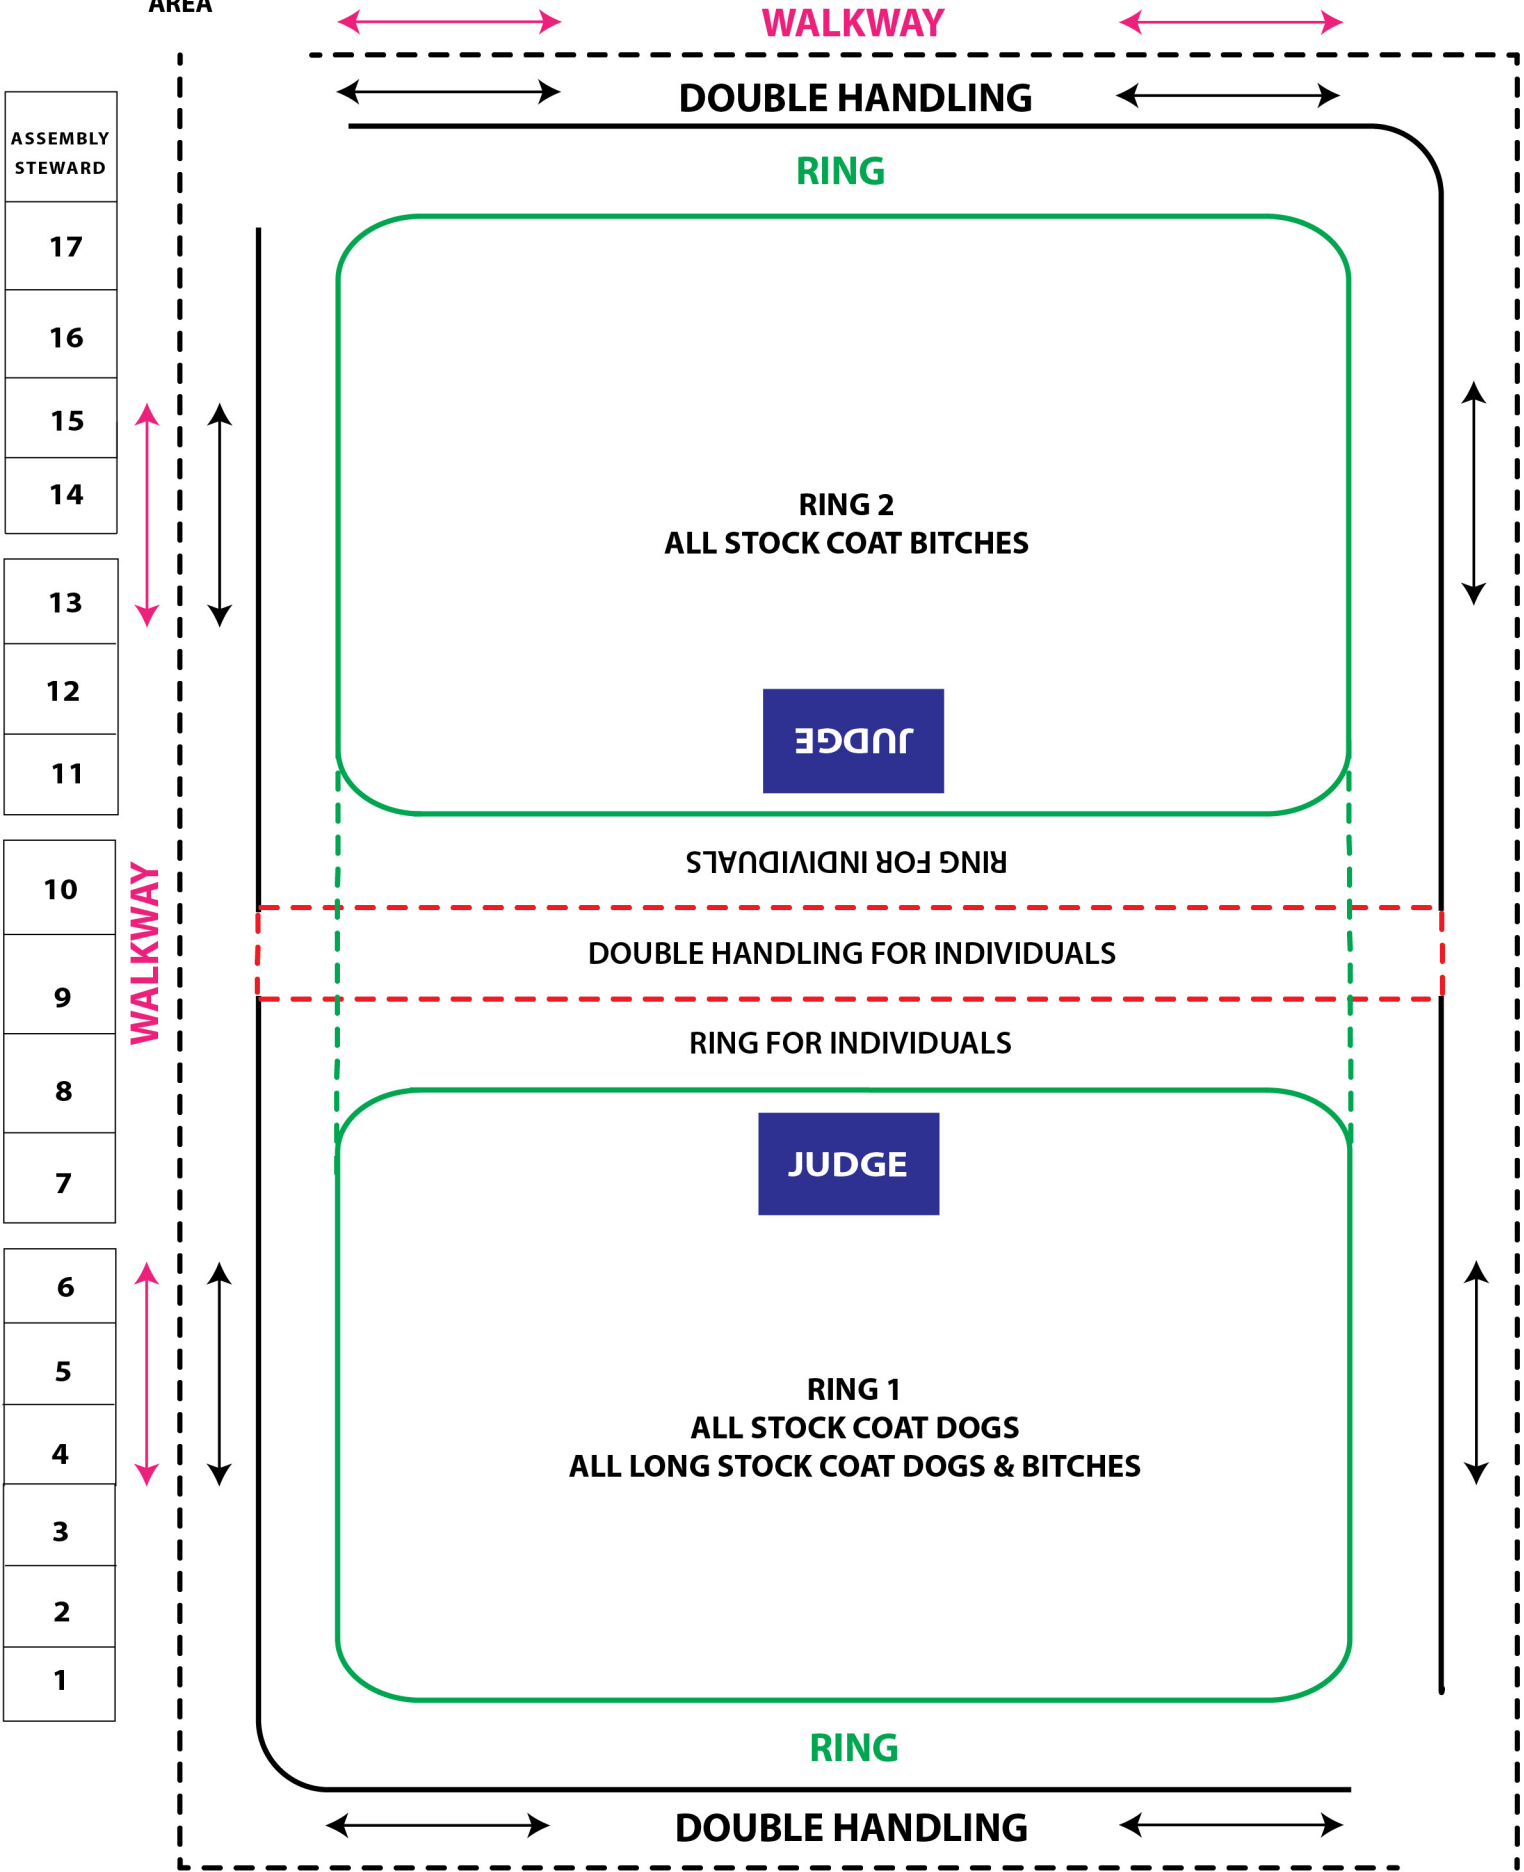 AREA
WALKWAY
DOUBLE HANDLING
RING
ASSEMBLY
STEWARD
17
16
15
14
13
12
11
10
9
8
7
6
5
4
3
2
1
WALKWAY
RING 2
ALL STOCK COAT BITCHES
JUDGE
RING FOR INDIVIDUALS
DOUBLE HANDLING FOR INDIVIDUALS
RING FOR INDIVIDUALS
JUDGE
RING 1
ALL STOCK COAT DOGS
ALL LONG STOCK COAT DOGS & BITCHES
RING
DOUBLE HANDLING